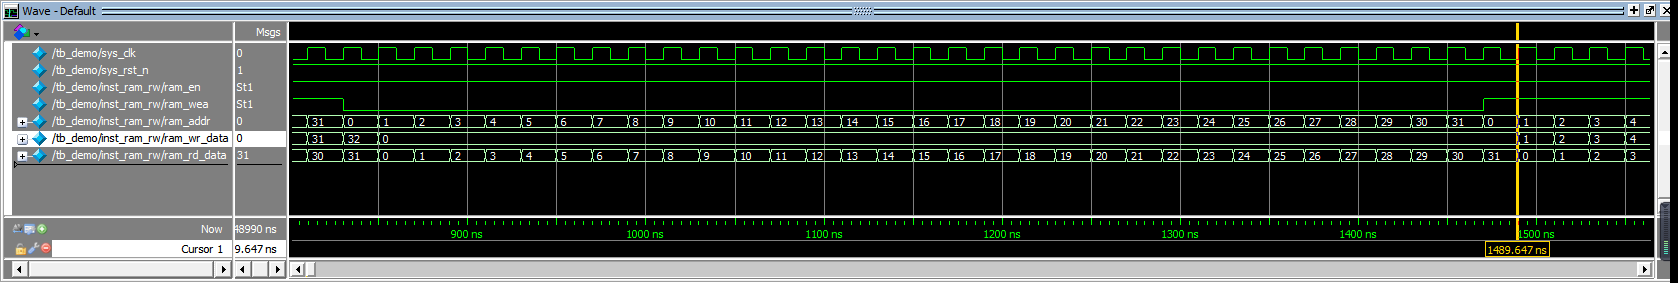 Wave - Default
Msgs
/tb_demo/sys_clk 0
/tb_demo/sys_rst_n 1
/tb_demo/inst_ram_rw/ram_en St1
/tb_demo/inst_ram_rw/ram_wea St1
/tb_demo/inst_ram_rw/ram_addr 0 31 0 1 2 3 4 5 6 7 8 9 10 11 12 13 14 15 16 17 18 19 20 21 22 23 24 25 26 27 28 29 30 31 0 1 2 3 4
/tb_demo/inst_ram_rw/ram_wr_data 0 31 32 0 1 2 3 4
/tb_demo/inst_ram_rw/ram_rd_data 31 30 31 0 1 2 3 4 5 6 7 8 9 10 11 12 13 14 15 16 17 18 19 20 21 22 23 24 25 26 27 28 29 30 31 0 1 2 3
Now 48990 ns 900 ns 1000 ns 1100 ns 1200 ns 1300 ns 1400 ns 1500 ns
Cursor 1 9.647 ns 1489.647 ns